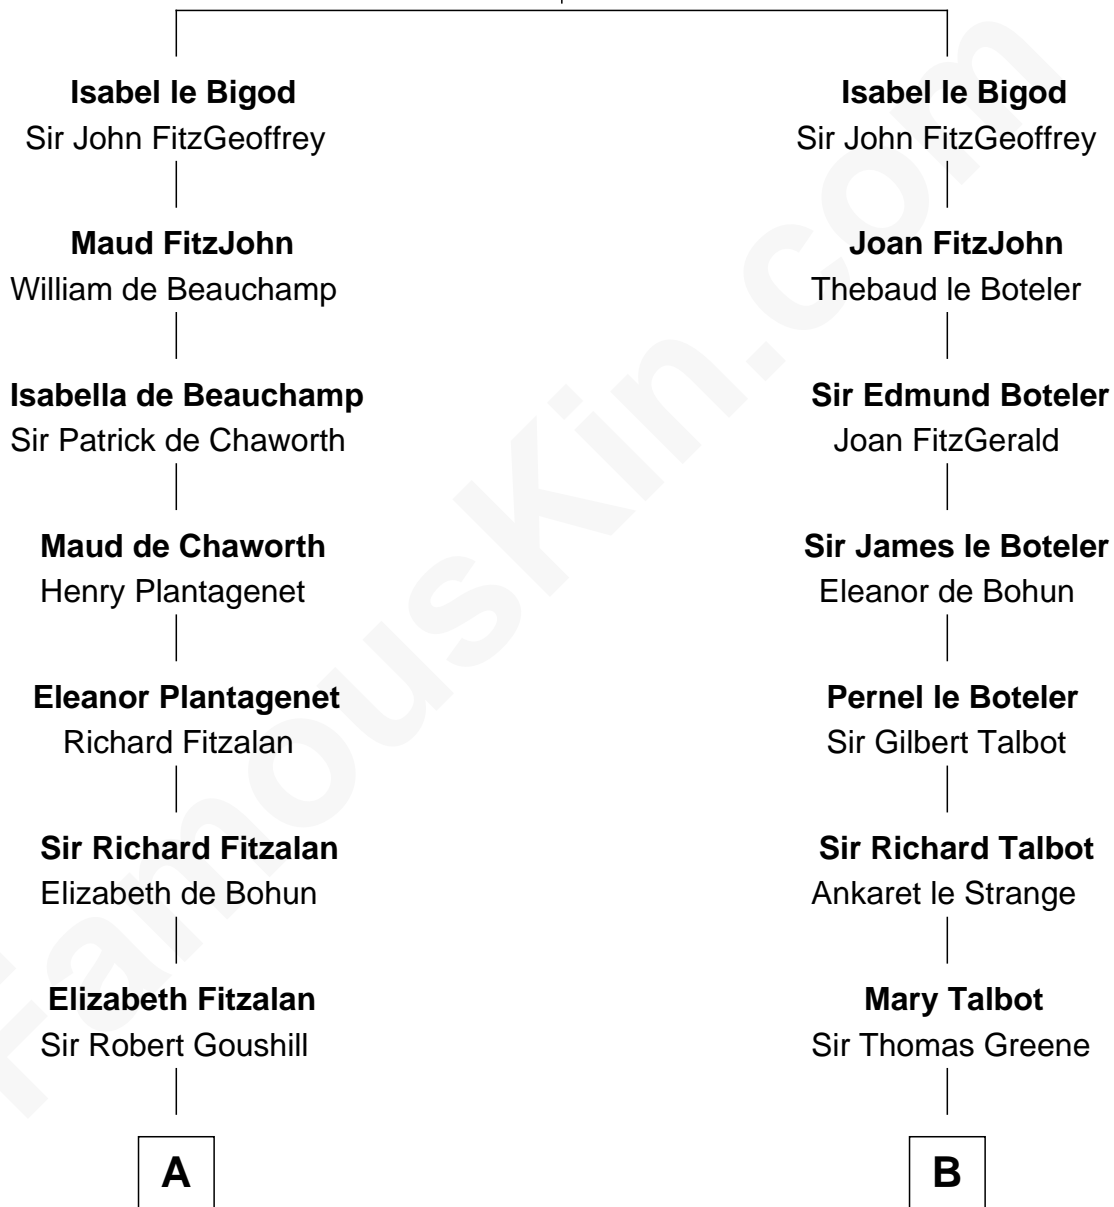 Isabel le Bigod
Sir John FitzGeoffrey
Maud FitzJohn
William de Beauchamp
Isabella de Beauchamp
Sir Patrick de Chaworth
Maud de Chaworth
Henry Plantagenet
Eleanor Plantagenet
Richard Fitzalan
Sir Richard Fitzalan
Elizabeth de Bohun
Elizabeth Fitzalan
Sir Robert Goushill
A
Isabel le Bigod
Sir John FitzGeoffrey
Joan FitzJohn
Thebaud le Boteler
Sir Edmund Boteler
Joan FitzGerald
Sir James le Boteler
Eleanor de Bohun
Pernel le Boteler
Sir Gilbert Talbot
Sir Richard Talbot
Ankaret le Strange
Mary Talbot
Sir Thomas Greene
B
FamousKin.com